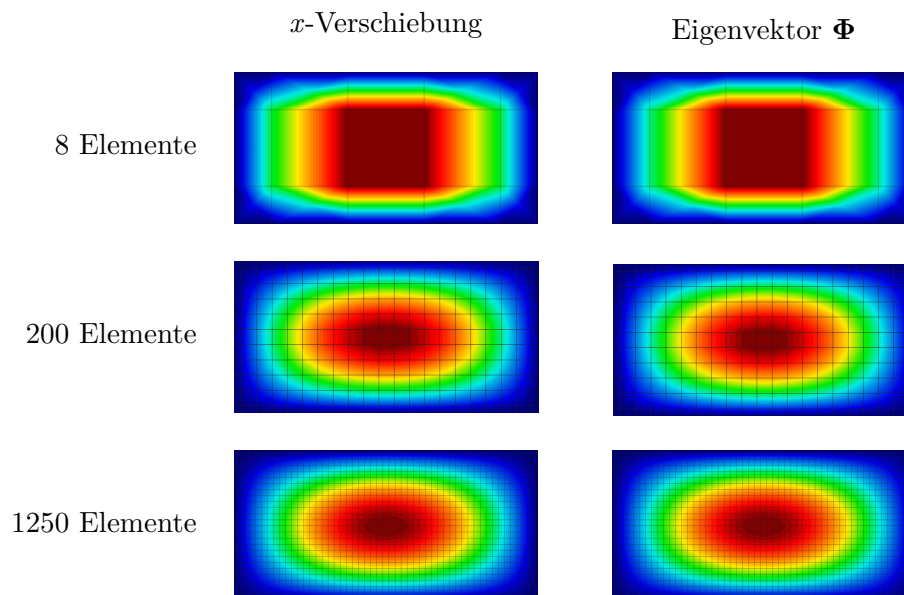 x-Verschiebung
Eigenvektor Φ
8 Elemente
200 Elemente
1250 Elemente